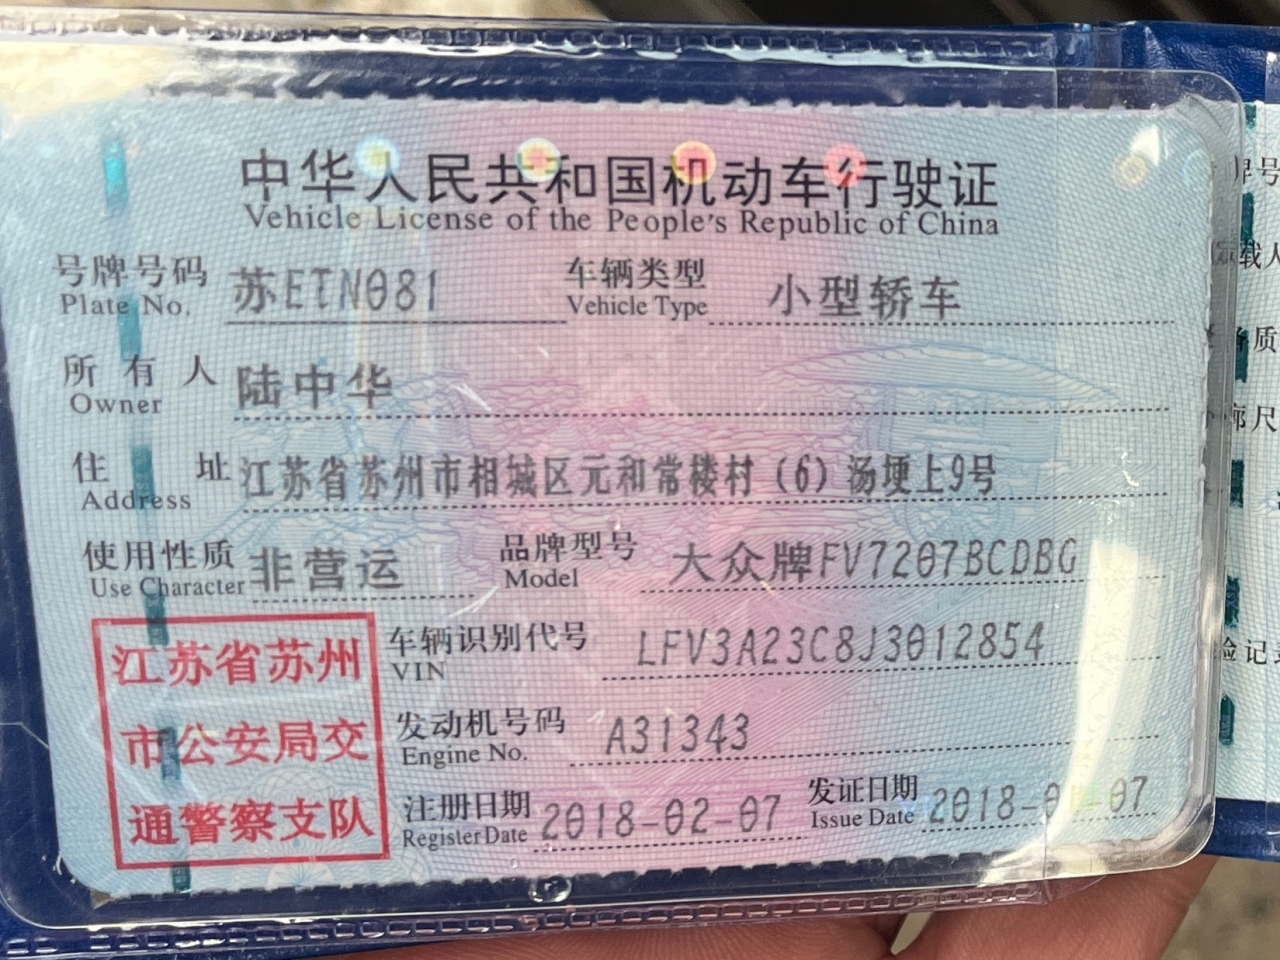 中华人民共和国机动车行驶证
Vehicle License of the People's Republic of China
号牌号码 苏ETN081 车辆类型 小型轿车
Plate No. Vehicle Type
所有人 陆中华
Owner
住址 江苏省苏州市相城区元和常楼村(6)汤埂上9号
Address
使用性质 非营运 品牌型号 大众牌FV7207BCDBG
Use Character Model
江苏省苏州
市公安局交
通警察支队
车辆识别代号 LFV3A23C8J3012854
VIN
发动机号码 A31343
Engine No.
注册日期 2018-02-07 发证日期 2018-
Register Date Issue Date
-07